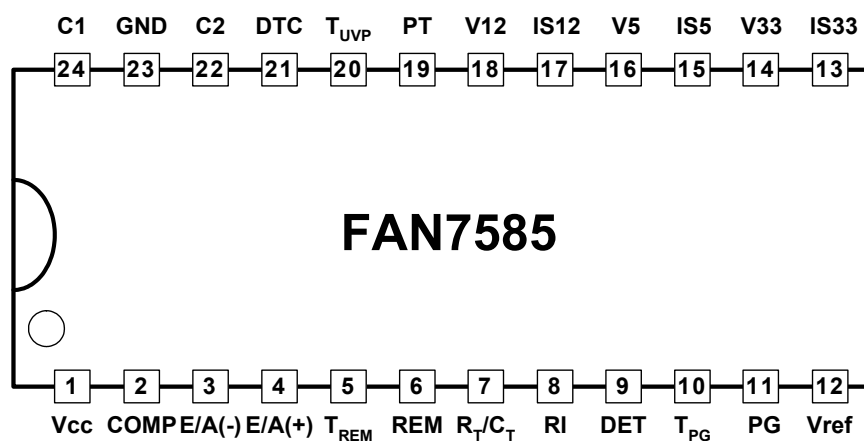 C1 GND C2 DTC TUVP PT V12 IS12 V5 IS5 V33 IS33
24 23 22 21 20 19 18 17 16 15 14 13
FAN7585
1 2 3 4 5 6 7 8 9 10 11 12
Vcc COMP E/A(-) E/A(+) TREM REM RT/CT RI DET TPG PG Vref